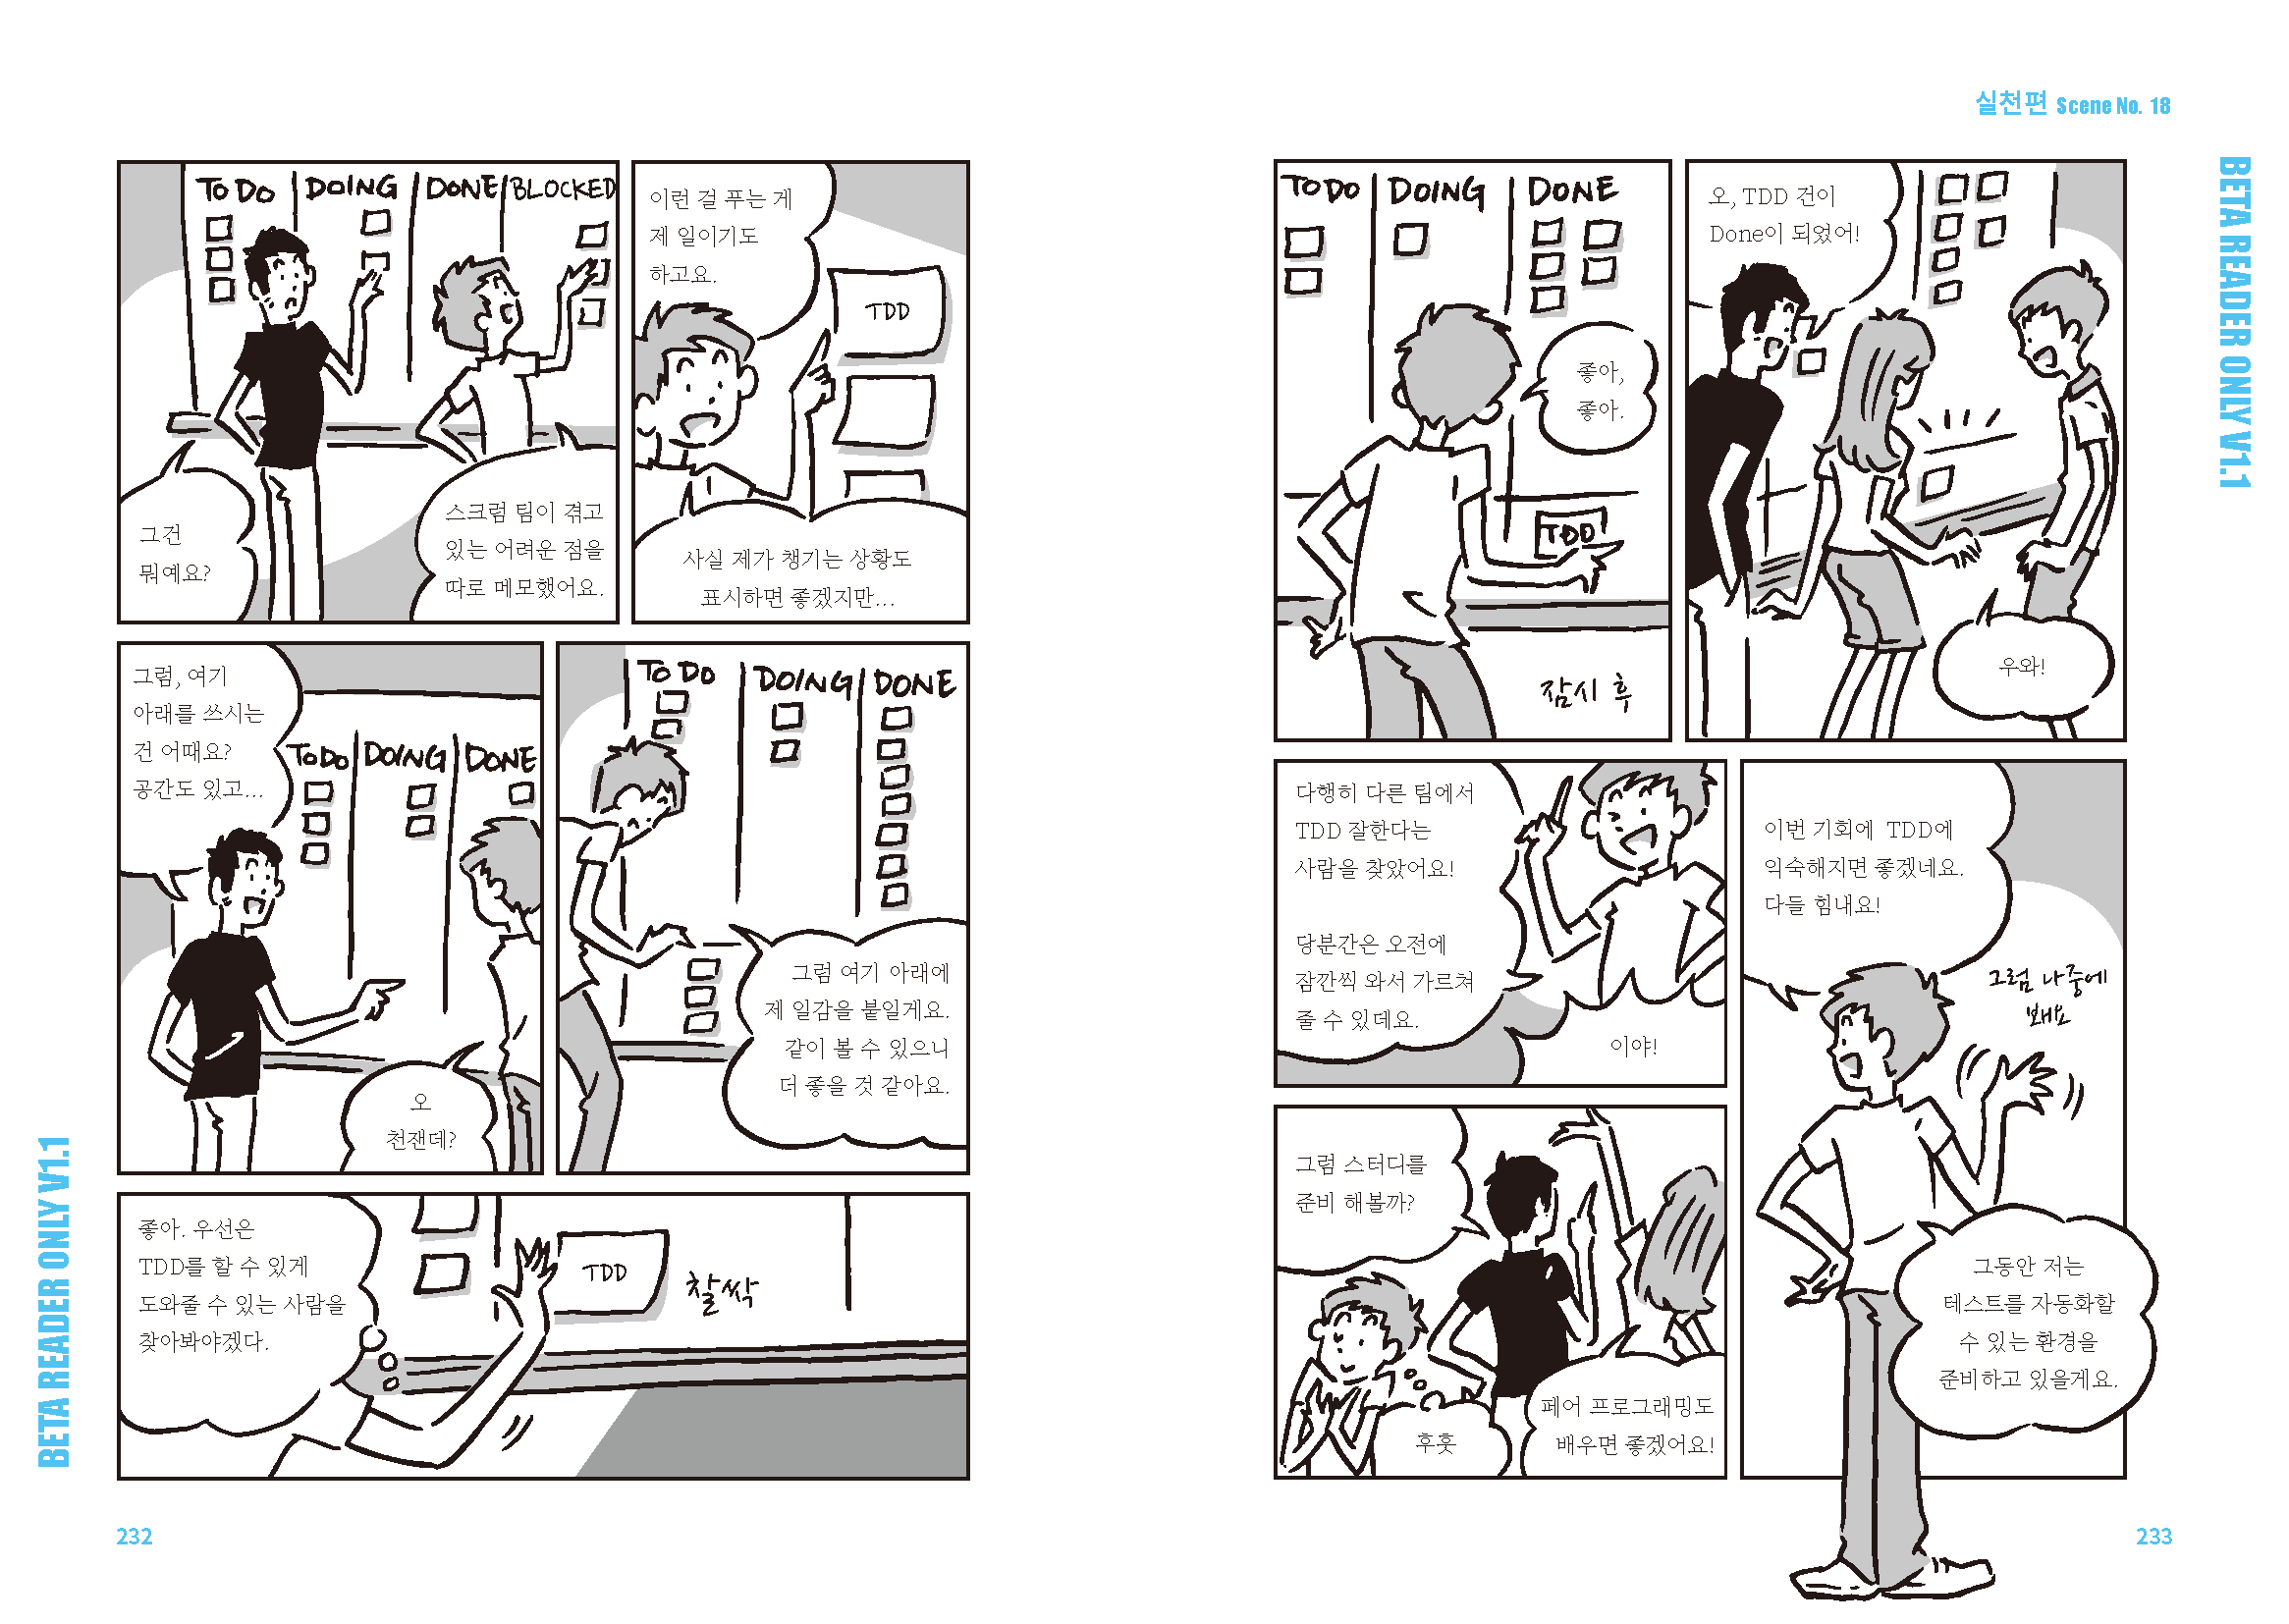 TO DO DOING DONE BLOCKED
그건
뭐예요?
스크럼 팀이 겪고
있는 어려운 점을
따로 메모했어요.
이런 걸 푸는 게
제 일이기도
하고요.
TDD
사실 제가 챙기는 상황도
표시하면 좋겠지만...
그럼, 여기
아래를 쓰시는
건 어때요?
공간도 있고...
TO DO DOING DONE
오
천잰데?
TO DO DOING DONE
그럼 여기 아래에
제 일감을 붙일게요.
같이 볼 수 있으니
더 좋을 것 같아요.
좋아. 우선은
TDD를 할 수 있게
도와줄 수 있는 사람을
찾아봐야겠다.
TDD
찰싹
232
BETA READER ONLY V1.1
실천편 Scene No. 18
BETA READER ONLY V1.1
TO DO DOING DONE
좋아,
좋아.
TDD
잠시 후
오, TDD 건이
Done이 되었어!
우와!
다행히 다른 팀에서
TDD 잘한다는
사람을 찾았어요!
당분간은 오전에
잠깐씩 와서 가르쳐
줄 수 있데요.
이야!
이번 기회에 TDD에
익숙해지면 좋겠네요.
다들 힘내요!
그럼 나중에
봬요
그동안 저는
테스트를 자동화할
수 있는 환경을
준비하고 있을게요.
그럼 스터디를
준비 해볼까?
후훗
페어 프로그래밍도
배우면 좋겠어요!
233